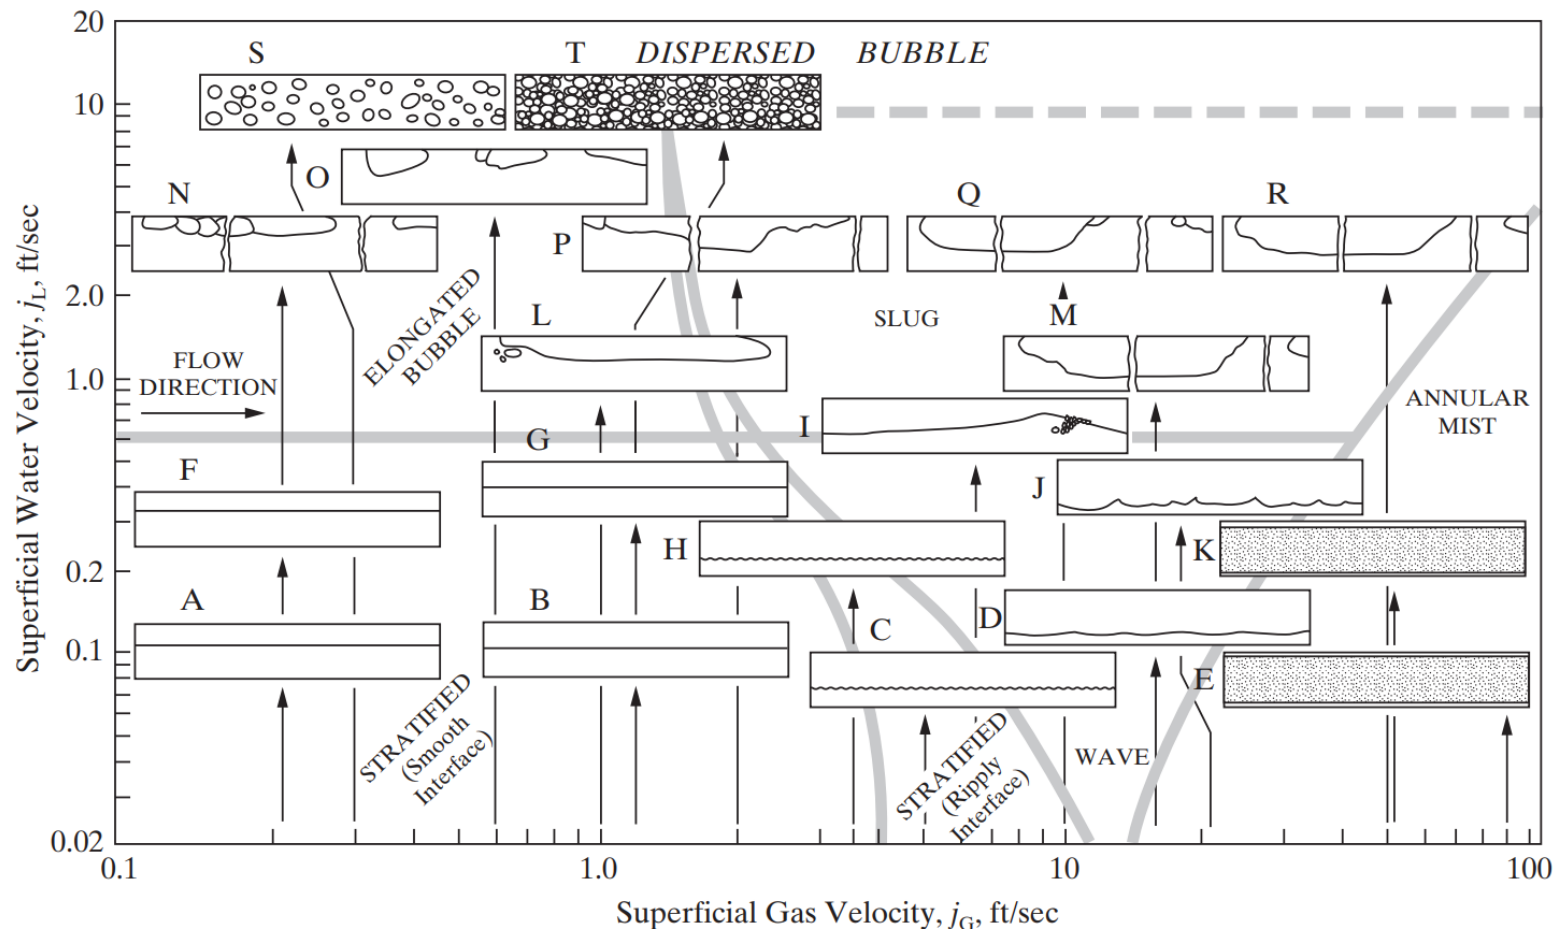 20
S
T
DISPERSED BUBBLE
10
N
O
Q
R
P
2.0
L
SLUG
M
ELONGATED
BUBBLE
FLOW
DIRECTION
1.0
ANNULAR
MIST
I
G
F
J
H
K
0.2
A
B
C
D
0.1
E
STRATIFIED
(Smooth
Interface)
STRATIFIED
(Ripply
Interface)
WAVE
0.02
0.1
1.0
10
100
Superficial Water Velocity, jL, ft/sec
Superficial Gas Velocity, jG, ft/sec